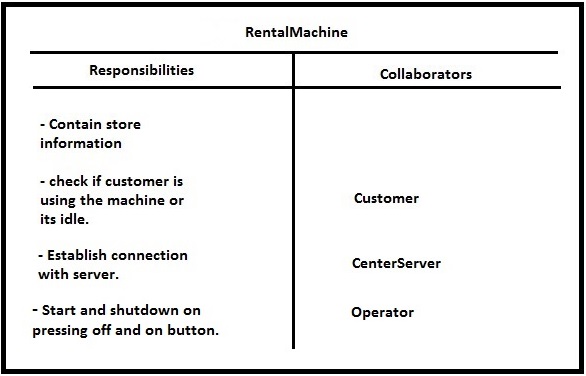 RentalMachine
Responsibilities
Collaborators
- Contain store
information
- check if customer is
using the machine or
its idle.
Customer
- Establish connection
with server.
CenterServer
- Start and shutdown on
pressing off and on button.
Operator